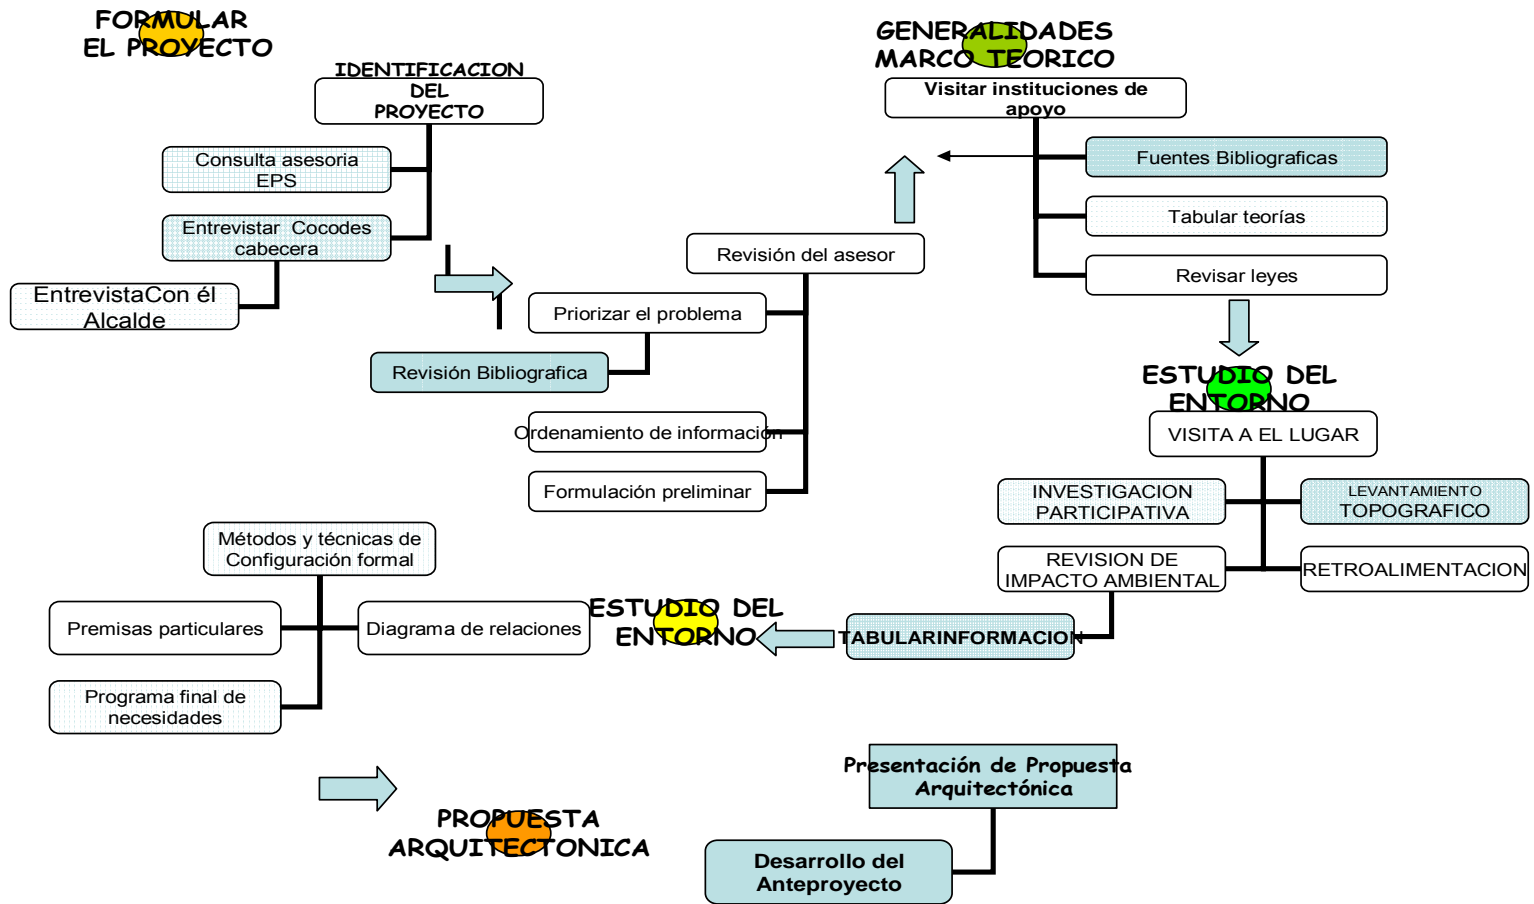 FORMULAR
EL PROYECTO
IDENTIFICACION
DEL
PROYECTO
Consulta asesoria
EPS
Entrevistar Cocodes
cabecera
EntrevistaCon él
Alcalde
Revisión del asesor
Priorizar el problema
Revisión Bibliografica
Ordenamiento de información
Formulación preliminar
GENERALIDADES
MARCO TEORICO
Visitar instituciones de
apoyo
Fuentes Bibliograficas
Tabular teorías
Revisar leyes
ESTUDIO DEL
ENTORNO
VISITA A EL LUGAR
INVESTIGACION
PARTICIPATIVA
LEVANTAMIENTO
TOPOGRAFICO
REVISION DE
IMPACTO AMBIENTAL
RETROALIMENTACION
TABULARINFORMACION
ESTUDIO DEL
ENTORNO
Métodos y técnicas de
Configuración formal
Premisas particulares
Diagrama de relaciones
Programa final de
necesidades
PROPUESTA
ARQUITECTONICA
Presentación de Propuesta
Arquitectónica
Desarrollo del
Anteproyecto